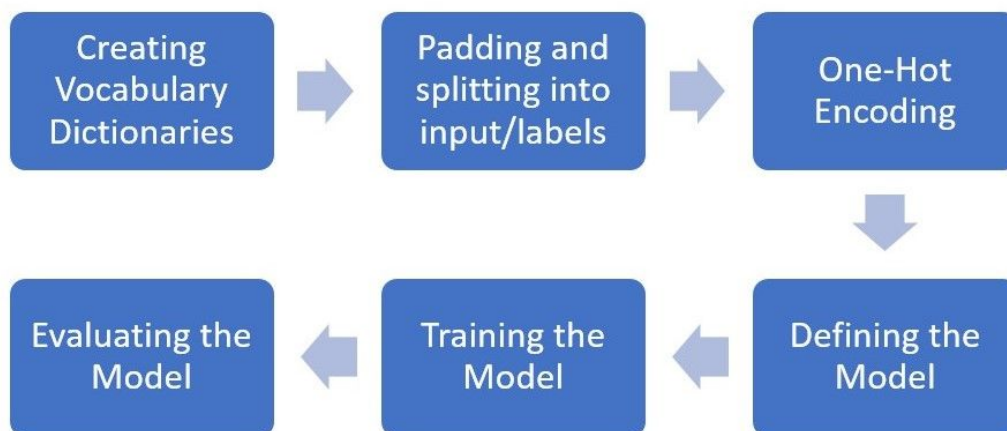 Creating
Vocabulary
Dictionaries
Padding and
splitting into
input/labels
One-Hot
Encoding
Defining the
Model
Training the
Model
Evaluating the
Model